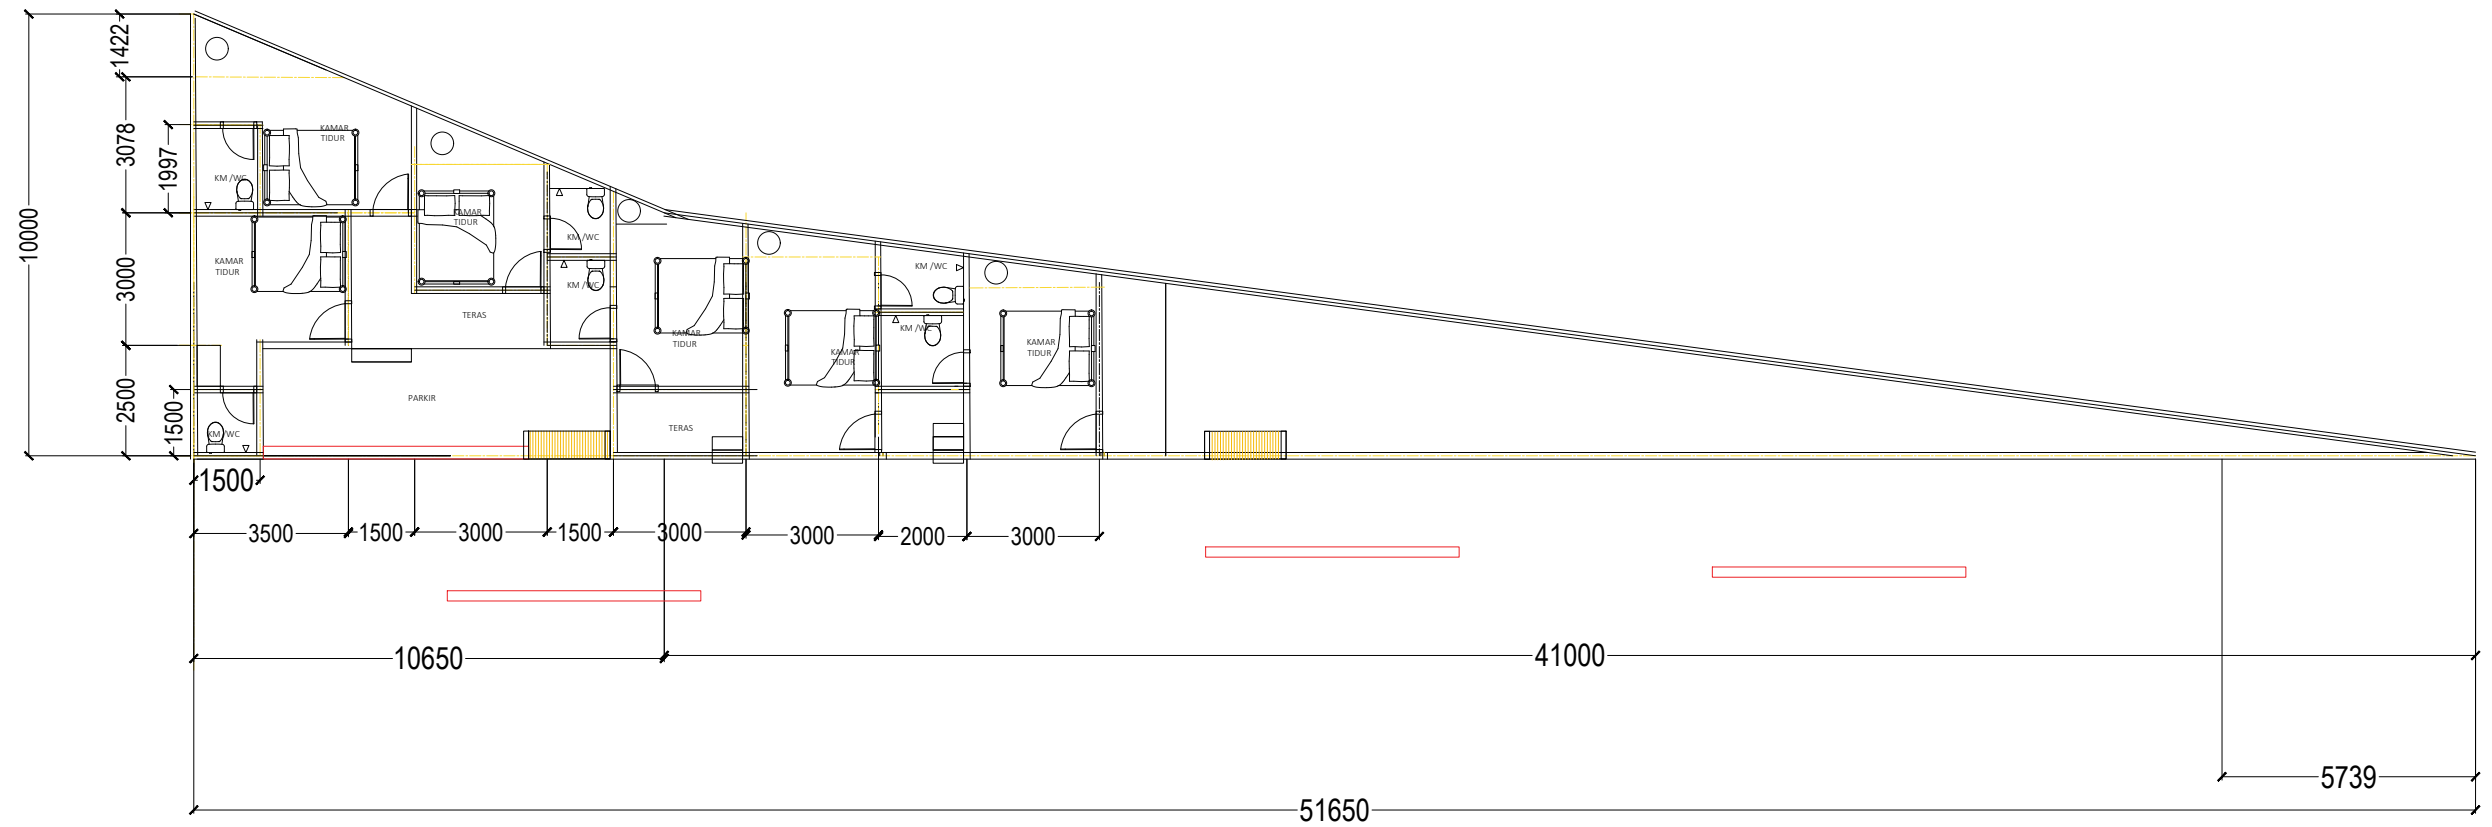 1422
3078
1997
10000
3000
2500
1500
KAMAR
TIDUR
KM /WC
KAMAR
TIDUR
KM /WC
KAMAR
TIDUR
KM /WC
KM /WC
TERAS
KM /WC
KAMAR
TIDUR
KM /WC
KAMAR
TIDUR
KAMAR
TIDUR
PARKIR
TERAS
KM /WC
1500
3500
1500
3000
1500
3000
3000
2000
3000
10650
41000
5739
51650